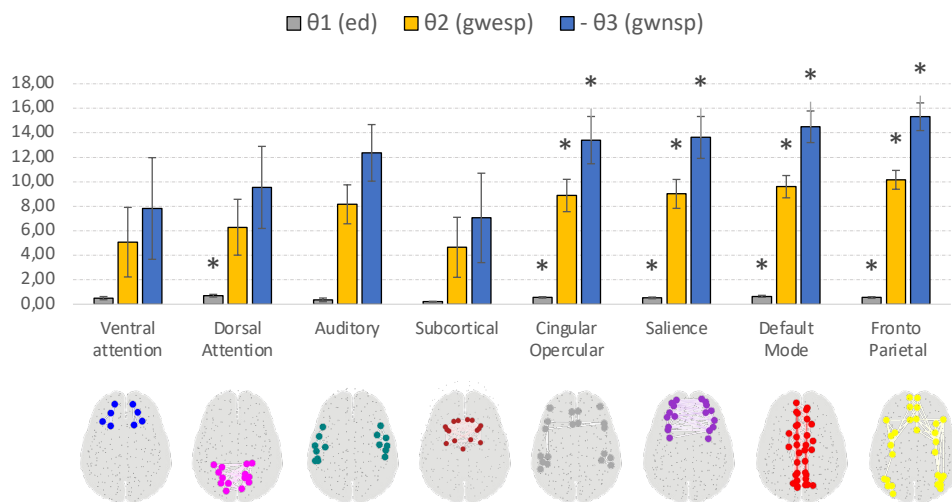 θ1 (ed) θ2 (gwesp) - θ3 (gwnsp)
18,00
16,00
14,00
12,00
10,00
8,00
6,00
4,00
2,00
0,00
* * * *
* * * *
* * * * *
Ventral attention
Dorsal Attention
Auditory
Subcortical
Cingular Opercular
Salience
Default Mode
Fronto Parietal